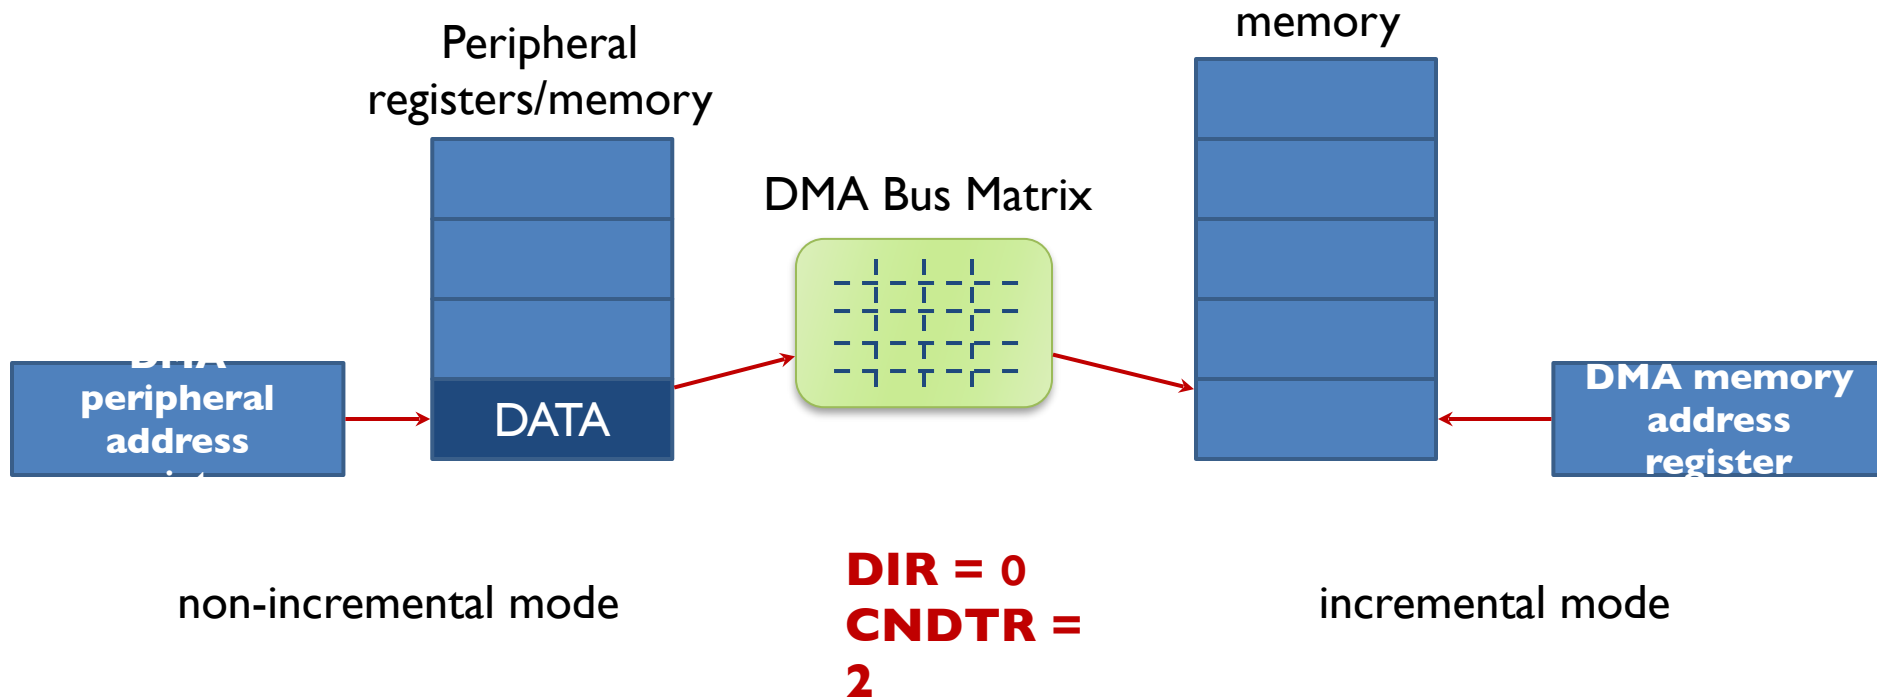 memory
Peripheral
registers/memory
DMA Bus Matrix
DMA
peripheral
address
DATA
DMA memory
address
register
non-incremental mode
DIR = 0
CNDTR =
2
incremental mode